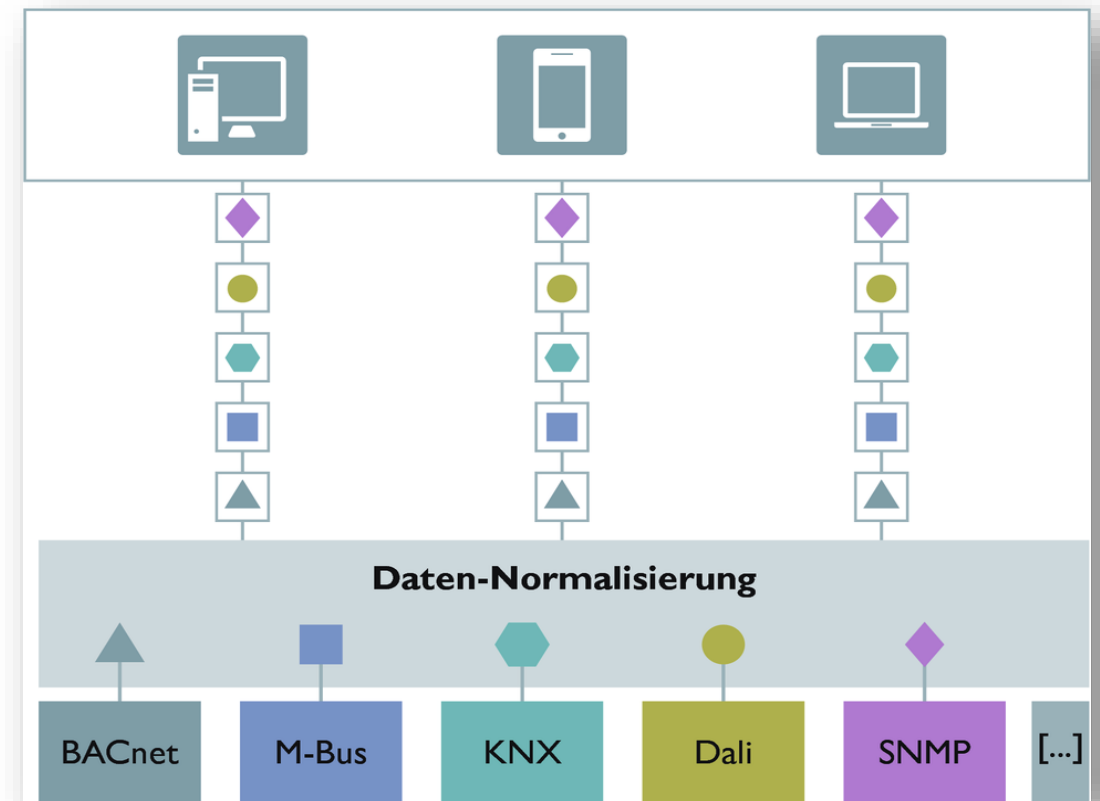 Daten-Normalisierung
BACnet
M-Bus
KNX
Dali
SNMP
[...]